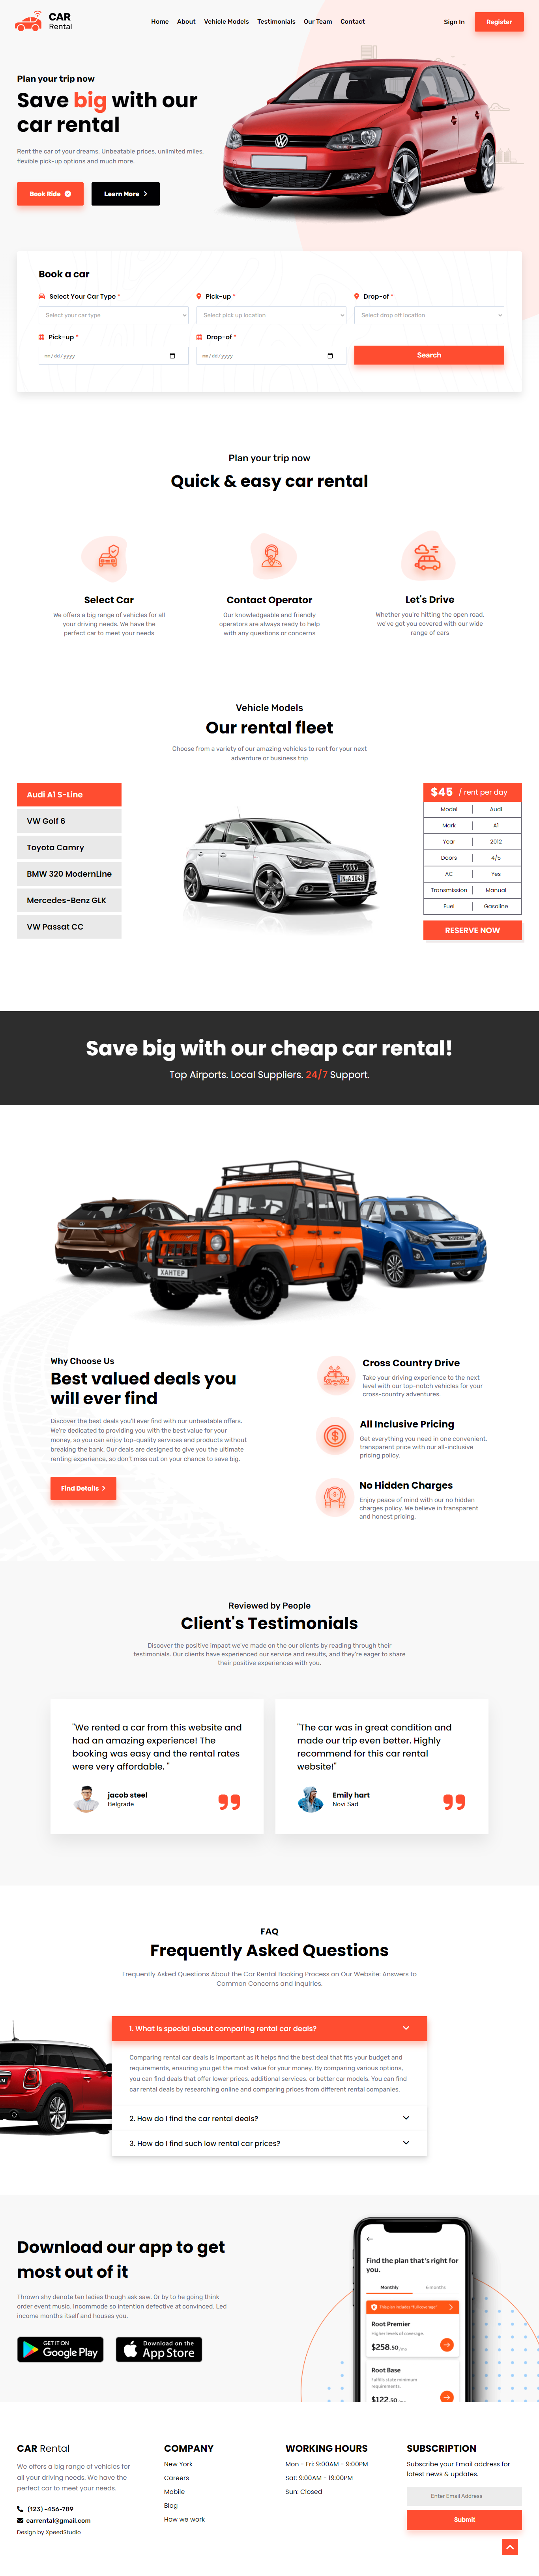 CAR
Rental
Home About Vehicle Models Testimonials Our Team Contact
Sign In Register
Plan your trip now
Save big with our
car rental
Rent the car of your dreams. Unbeatable prices, unlimited miles,
flexible pick-up options and much more.
Book Ride Learn More
Book a car
Select Your Car Type * Pick-up * Drop-of *
Select your car type Select pick up location Select drop off location
Pick-up * Drop-of *
mm/dd/yyyy mm/dd/yyyy Search
Plan your trip now
Quick & easy car rental
Select Car
We offers a big range of vehicles for all
your driving needs. We have the
perfect car to meet your needs
Contact Operator
Our knowledgeable and friendly
operators are always ready to help
with any questions or concerns
Let's Drive
Whether you're hitting the open road,
we've got you covered with our wide
range of cars
Vehicle Models
Our rental fleet
Choose from a variety of our amazing vehicles to rent for your next
adventure or business trip
Audi A1 S-Line
VW Golf 6
Toyota Camry
BMW 320 ModernLine
Mercedes-Benz GLK
VW Passat CC
$45 / rent per day
Model Audi
Mark A1
Year 2012
Doors 4/5
AC Yes
Transmission Manual
Fuel Gasoline
RESERVE NOW
Save big with our cheap car rental!
Top Airports. Local Suppliers. 24/7 Support.
ХАНТЕР
Why Choose Us
Best valued deals you
will ever find
Discover the best deals you'll ever find with our unbeatable offers.
We're dedicated to providing you with the best value for your
money, so you can enjoy top-quality services and products without
breaking the bank. Our deals are designed to give you the ultimate
renting experience, so don't miss out on your chance to save big.
Find Details
Cross Country Drive
Take your driving experience to the next
level with our top-notch vehicles for your
cross-country adventures.
All Inclusive Pricing
Get everything you need in one convenient,
transparent price with our all-inclusive
pricing policy.
No Hidden Charges
Enjoy peace of mind with our no hidden
charges policy. We believe in transparent
and honest pricing.
Reviewed by People
Client's Testimonials
Discover the positive impact we've made on the our clients by reading through their
testimonials. Our clients have experienced our service and results, and they're eager to share
their positive experiences with you.
"We rented a car from this website and
had an amazing experience! The
booking was easy and the rental rates
were very affordable. "
jacob steel
Belgrade
"The car was in great condition and
made our trip even better. Highly
recommend for this car rental
website!"
Emily hart
Novi Sad
FAQ
Frequently Asked Questions
Frequently Asked Questions About the Car Rental Booking Process on Our Website: Answers to
Common Concerns and Inquiries.
1. What is special about comparing rental car deals?
Comparing rental car deals is important as it helps find the best deal that fits your budget and
requirements, ensuring you get the most value for your money. By comparing various options,
you can find deals that offer lower prices, additional services, or better car models. You can find
car rental deals by researching online and comparing prices from different rental companies.
2. How do I find the car rental deals?
3. How do I find such low rental car prices?
Download our app to get
most out of it
Thrown shy denote ten ladies though ask saw. Or by to he going think
order event music. Incommode so intention defective at convinced. Led
income months itself and houses you.
GET IT ON
Google Play
Download on the
App Store
Find the plan that's right for
you.
Monthly 6 months
This plan includes "full coverage"
Root Premier
Higher levels of coverage.
$258.50
Root Base
Fulfills state minimum
requirements.
$122.50
CAR Rental
We offers a big range of vehicles for
all your driving needs. We have the
perfect car to meet your needs.
(123) -456-789
carrental@gmail.com
Design by XpeedStudio
COMPANY
New York
Careers
Mobile
Blog
How we work
WORKING HOURS
Mon - Fri: 9:00AM - 9:00PM
Sat: 9:00AM - 19:00PM
Sun: Closed
SUBSCRIPTION
Subscribe your Email address for
latest news & updates.
Enter Email Address
Submit